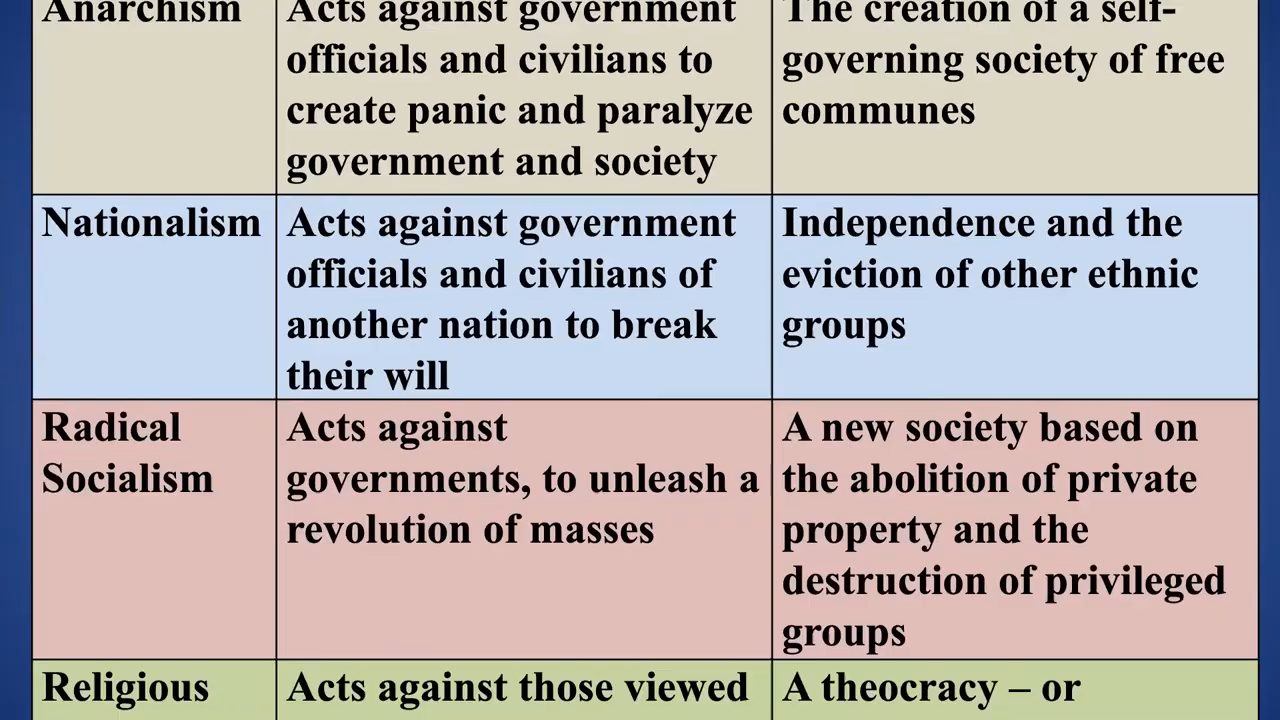 Anarchism
Acts against government
officials and civilians to
create panic and paralyze
government and society
The creation of a self-
governing society of free
communes
Nationalism
Acts against government
officials and civilians of
another nation to break
their will
Independence and the
eviction of other ethnic
groups
Radical
Socialism
Acts against
governments, to unleash a
revolution of masses
A new society based on
the abolition of private
property and the
destruction of privileged
groups
Religious
Acts against those viewed
A theocracy – or